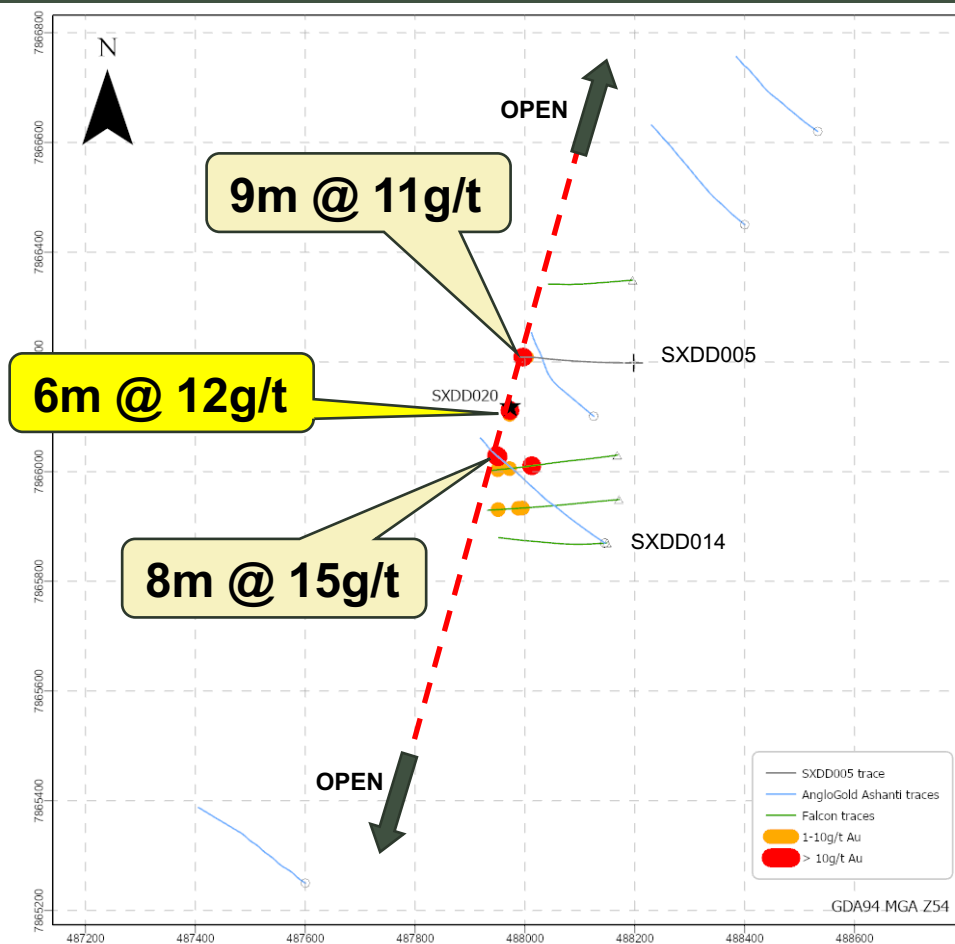 7866800
N
OPEN
7866600
9m @ 11g/t
7866400
SXDD005
6m @ 12g/t
SXDD020
7866000
SXDD014
8m @ 15g/t
7865800
7865600
OPEN
SXDD005 trace
AngloGold Ashanti traces
Falcon traces
1-10g/t Au
> 10g/t Au
7865400
7865200
GDA94 MGA Z54
487200 487400 487600 487800 488000 488200 488400 488600